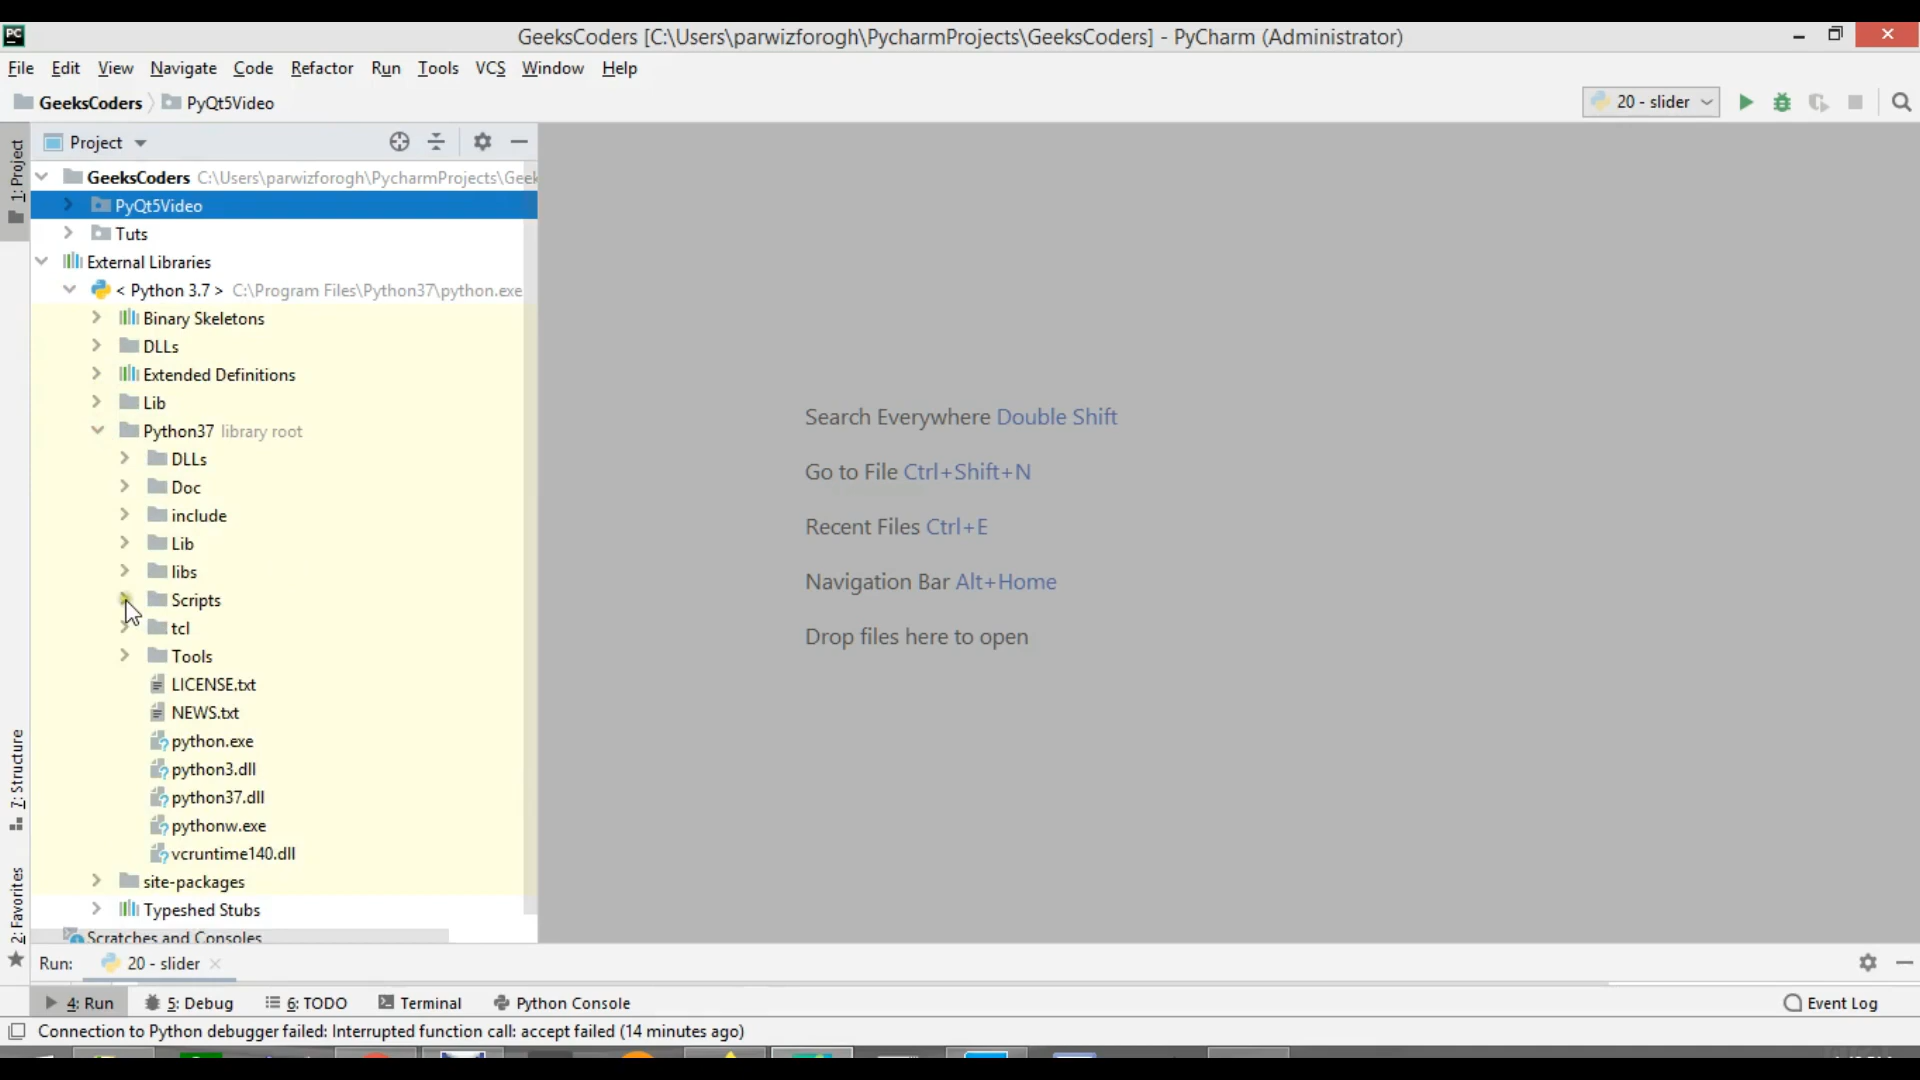 PC GeeksCoders [C:\Users\parwizforogh\PycharmProjects\GeeksCoders] - PyCharm (Administrator)
File Edit View Navigate Code Refactor Run Tools VCS Window Help
GeeksCoders PyQt5Video 20 - slider
1: Project
Project
GeeksCoders C:\Users\parwizforogh\PycharmProjects\Geek
PyQt5Video
Tuts
External Libraries
< Python 3.7 > C:\Program Files\Python37\python.exe
Binary Skeletons
DLLs
Extended Definitions
Lib
Python37 library root
DLLs
Doc
include
Lib
libs
Scripts
tcl
Tools
LICENSE.txt
NEWS.txt
python.exe
python3.dll
python37.dll
pythonw.exe
vcruntime140.dll
site-packages
Typeshed Stubs
Scratches and Consoles
Search Everywhere Double Shift
Go to File Ctrl+Shift+N
Recent Files Ctrl+E
Navigation Bar Alt+Home
Drop files here to open
7: Structure
2: Favorites
Run: 20 - slider
4: Run 5: Debug 6: TODO Terminal Python Console Event Log
Connection to Python debugger failed: Interrupted function call: accept failed (14 minutes ago)